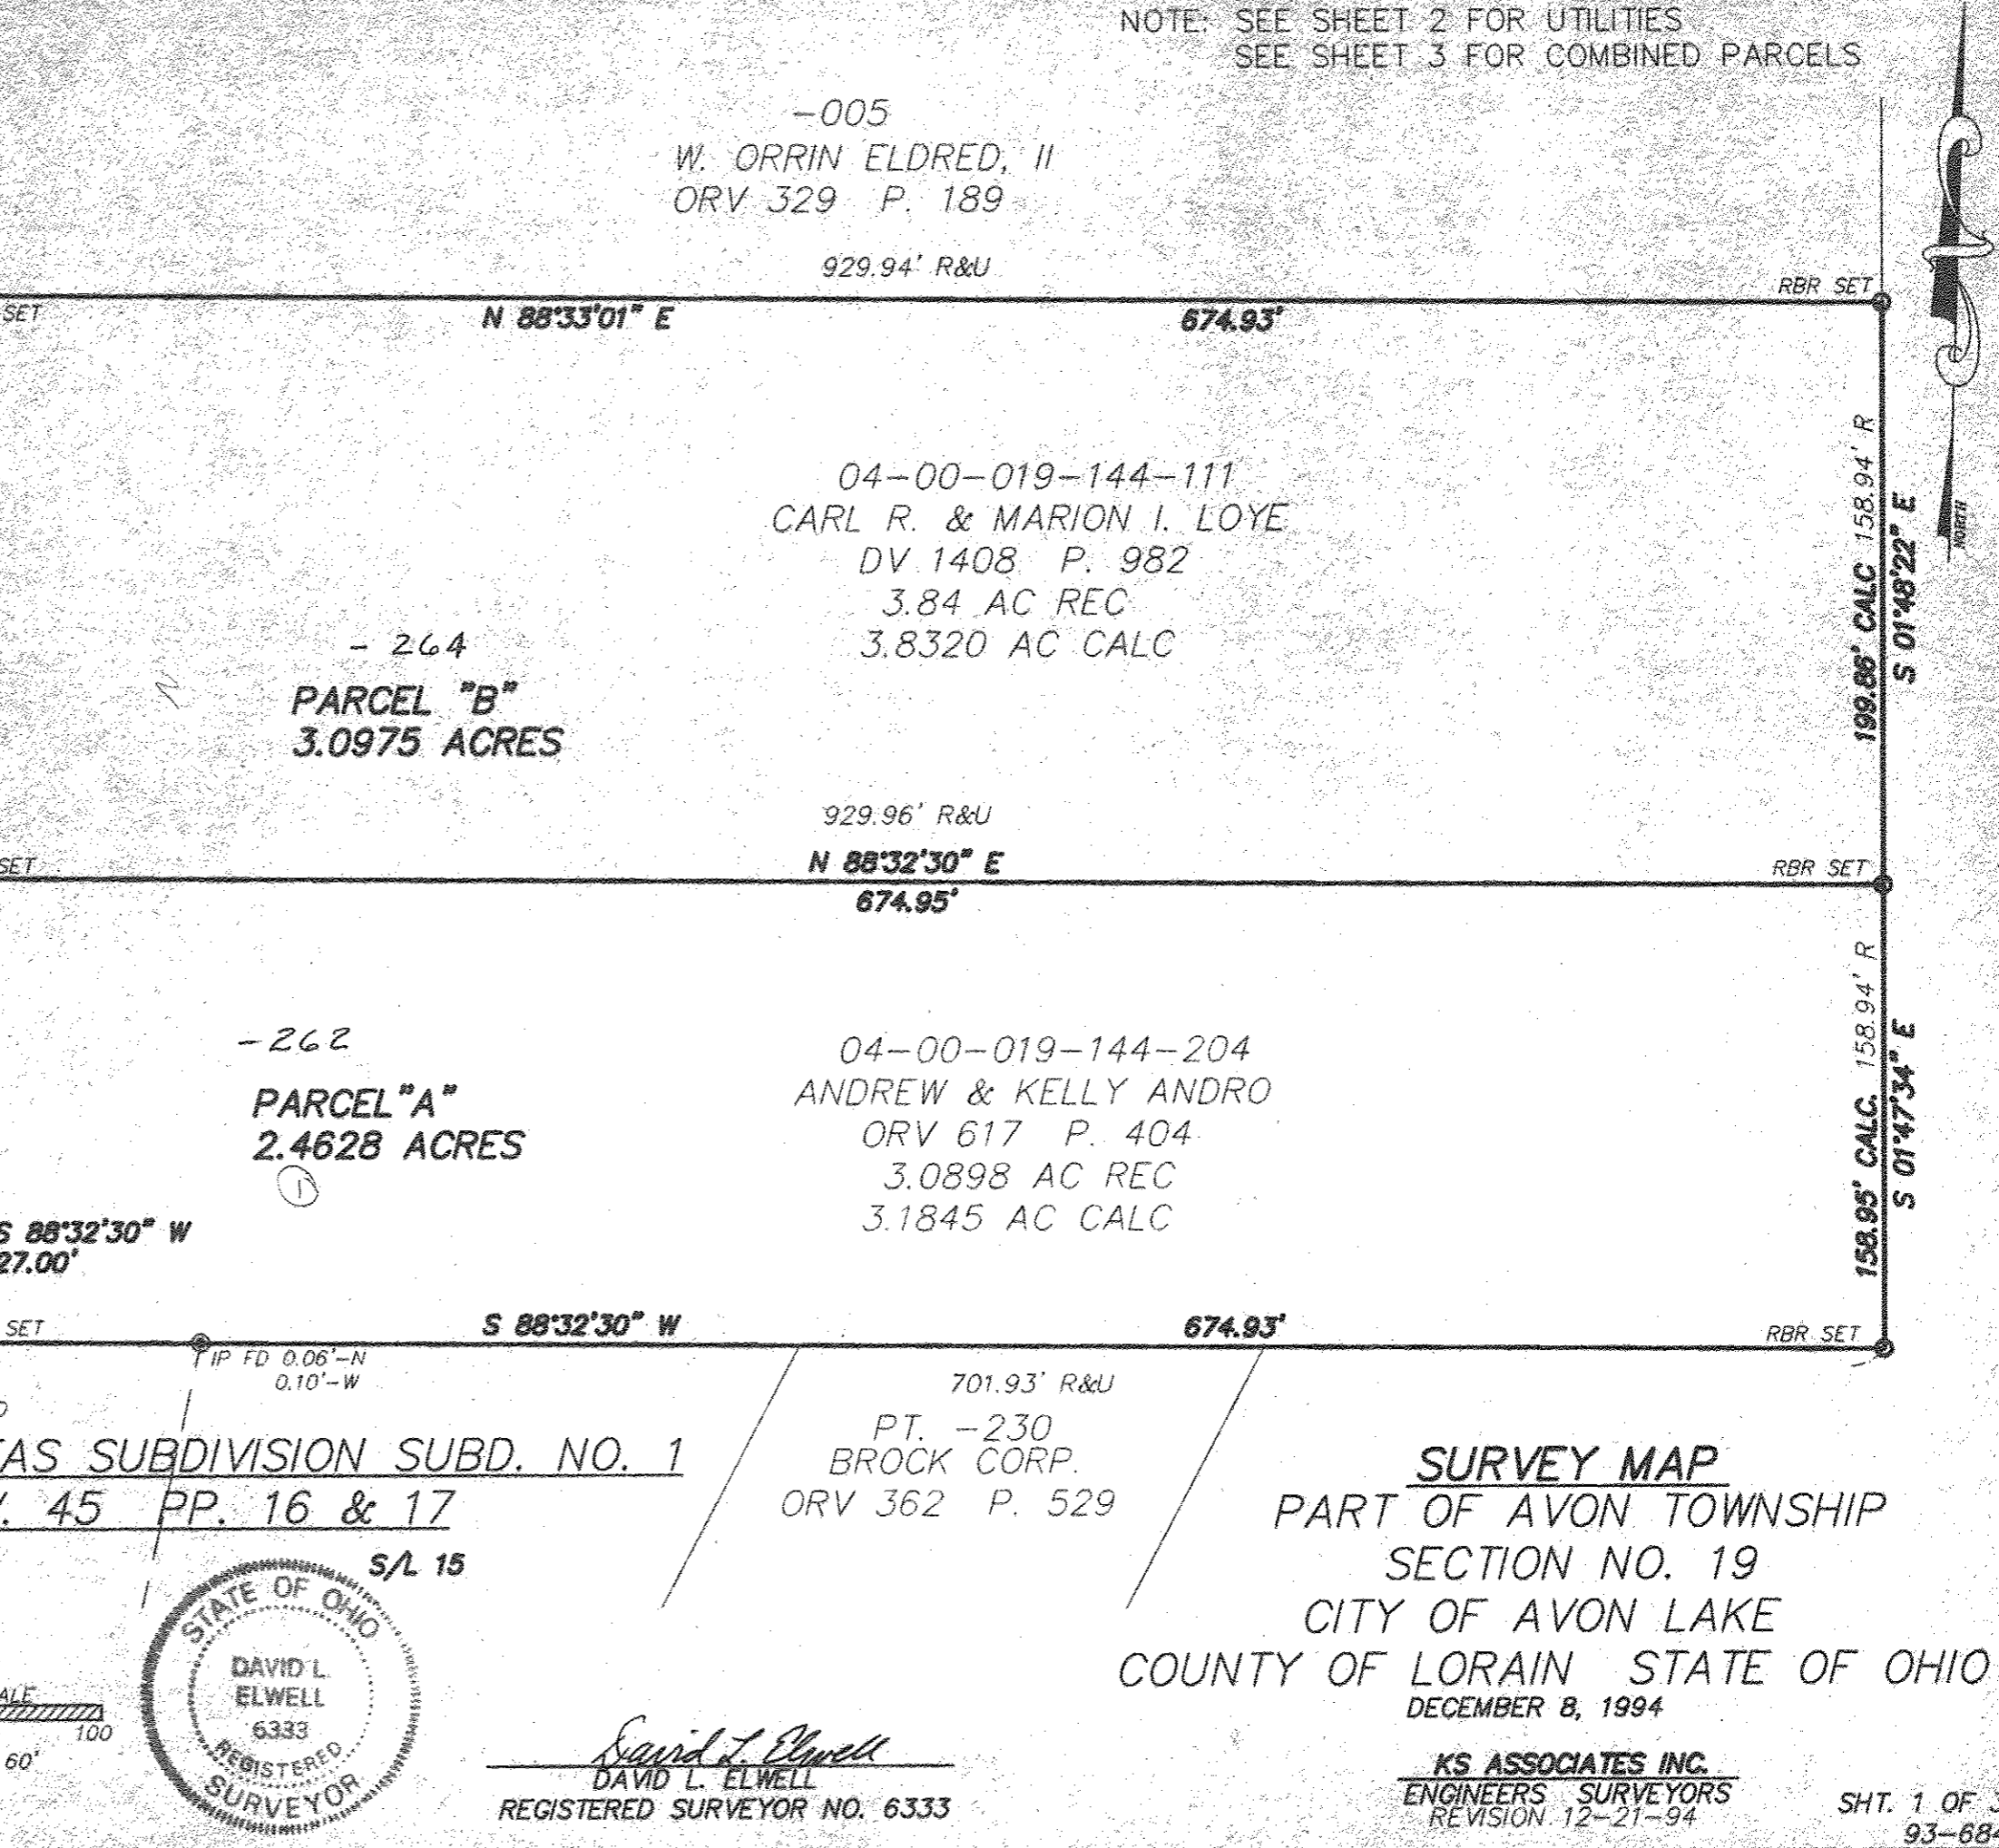 NOTE: SEE SHEET 2 FOR UTILITIES
SEE SHEET 3 FOR COMBINED PARCELS
-005
W. ORRIN ELDRED, II
ORV 329 P. 189
929.94' R&U
RBR SET
SET
N 88°33'01" E
674.93'
NORTH
04-00-019-144-111
CARL R. & MARION I. LOYE
DV 1408 P. 982
3.84 AC REC
3.8320 AC CALC
199.86' CALC 158.94' R
S 01°48'22" E
- 264
PARCEL "B"
3.0975 ACRES
929.96' R&U
SET
N 88°32'30" E
RBR SET
674.95'
-262
PARCEL "A"
2.4628 ACRES
1
04-00-019-144-204
ANDREW & KELLY ANDRO
ORV 617 P. 404
3.0898 AC REC
3.1845 AC CALC
158.95' CALC. 158.94' R
S 01°47'34" E
S 88°32'30" W
27.00'
SET
S 88°32'30" W
674.93'
RBR SET
IP FD 0.06'-N
0.10'-W
701.93' R&U
PT. -230
BROCK CORP.
ORV 362 P. 529
TAS SUBDIVISION SUBD. NO. 1
. 45 PP. 16 & 17
S/L 15
SURVEY MAP
PART OF AVON TOWNSHIP
SECTION NO. 19
CITY OF AVON LAKE
COUNTY OF LORAIN STATE OF OHIO
DECEMBER 8, 1994
STATE OF OHIO
DAVID L.
ELWELL
6333
REGISTERED
SURVEYOR
ALE
100
60'
David L. Elwell
DAVID L. ELWELL
REGISTERED SURVEYOR NO. 6333
KS ASSOCIATES INC.
ENGINEERS SURVEYORS
REVISION 12-21-94
SHT. 1 OF 3
93-684